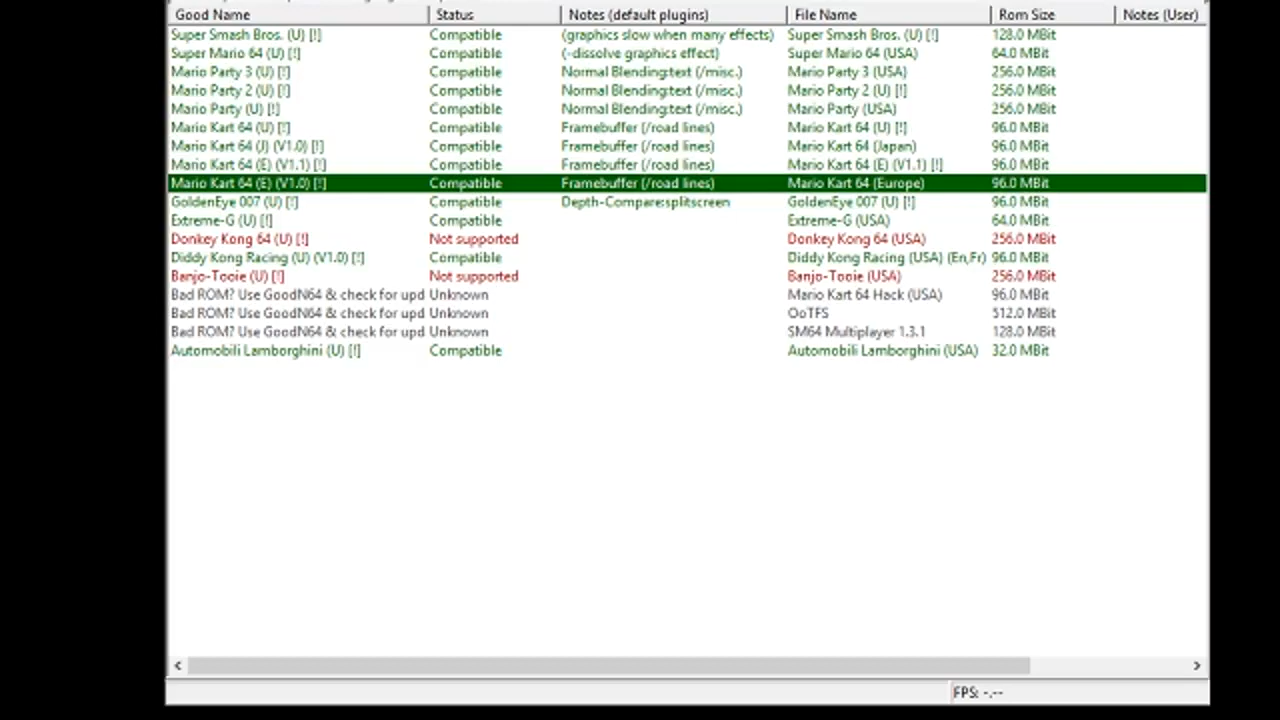 Good Name Status Notes (default plugins) File Name Rom Size Notes (User)
Super Smash Bros. (U) [!] Compatible (graphics slow when many effects) Super Smash Bros. (U) [!] 128.0 MBit
Super Mario 64 (U) [!] Compatible (-dissolve graphics effect) Super Mario 64 (USA) 64.0 MBit
Mario Party 3 (U) [!] Compatible Normal Blending:text (/misc.) Mario Party 3 (USA) 256.0 MBit
Mario Party 2 (U) [!] Compatible Normal Blending:text (/misc.) Mario Party 2 (U) [!] 256.0 MBit
Mario Party (U) [!] Compatible Normal Blending:text (/misc.) Mario Party (USA) 256.0 MBit
Mario Kart 64 (U) [!] Compatible Framebuffer (/road lines) Mario Kart 64 (U) [!] 96.0 MBit
Mario Kart 64 (J) (V1.0) [!] Compatible Framebuffer (/road lines) Mario Kart 64 (Japan) 96.0 MBit
Mario Kart 64 (E) (V1.1) [!] Compatible Framebuffer (/road lines) Mario Kart 64 (E) (V1.1) [!] 96.0 MBit
Mario Kart 64 (E) (V1.0) [!] Compatible Framebuffer (/road lines) Mario Kart 64 (Europe) 96.0 MBit
GoldenEye 007 (U) [!] Compatible Depth-Compare:splitscreen GoldenEye 007 (U) [!] 96.0 MBit
Extreme-G (U) [!] Compatible Extreme-G (USA) 64.0 MBit
Donkey Kong 64 (U) [!] Not supported Donkey Kong 64 (USA) 256.0 MBit
Diddy Kong Racing (U) (V1.0) [!] Compatible Diddy Kong Racing (USA) (En,Fr) 96.0 MBit
Banjo-Tooie (U) [!] Not supported Banjo-Tooie (USA) 256.0 MBit
Bad ROM? Use GoodN64 & check for upd Unknown Mario Kart 64 Hack (USA) 96.0 MBit
Bad ROM? Use GoodN64 & check for upd Unknown OoTFS 512.0 MBit
Bad ROM? Use GoodN64 & check for upd Unknown SM64 Multiplayer 1.3.1 128.0 MBit
Automobili Lamborghini (U) [!] Compatible Automobili Lamborghini (USA) 32.0 MBit
FPS: -.--